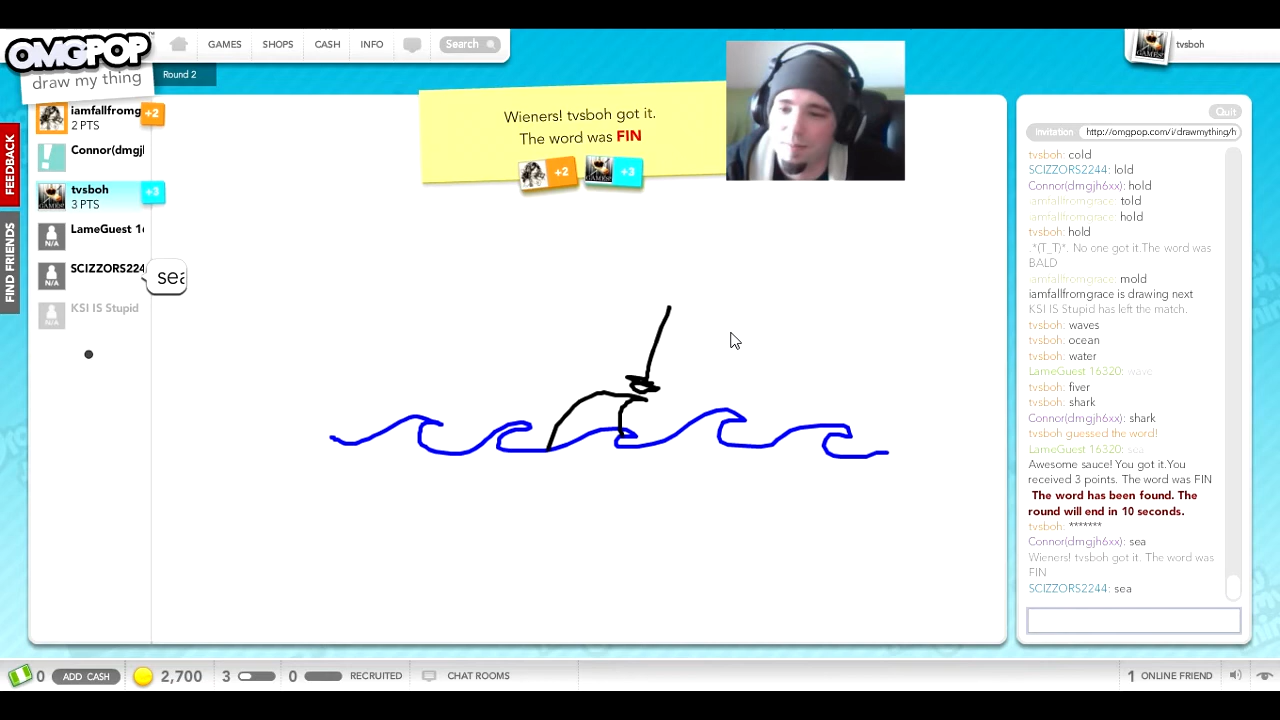 OMGPOP
TM
draw my thing
GAMES
SHOPS
CASH
INFO
Search
tvsboh
Round 2
FEEDBACK
FIND FRIENDS
iamfallfromg
2 PTS
+2
Connor(dmgjl
tvsboh
3 PTS
+3
LameGuest 1
N/A
SCIZZORS224
N/A
sea
KSI IS Stupid
N/A
Wieners! tvsboh got it.
The word was FIN
+2
+3
Quit
Invitation http://omgpop.com/i/drawmything/h
tvsboh: cold
SCIZZORS2244: lold
Connor(dmgjh6xx): hold
iamfallfromgrace: told
iamfallfromgrace: hold
tvsboh: hold
.*(T_T)*. No one got it.The word was
BALD
iamfallfromgrace: mold
iamfallfromgrace is drawing next
KSI IS Stupid has left the match.
tvsboh: waves
tvsboh: ocean
tvsboh: water
LameGuest 16320: wave
tvsboh: fiver
tvsboh: shark
Connor(dmgjh6xx): shark
tvsboh guessed the word!
LameGuest 16320: sea
Awesome sauce! You got it.You
received 3 points. The word was FIN
The word has been found. The
round will end in 10 seconds.
tvsboh: *******
Connor(dmgjh6xx): sea
Wieners! tvsboh got it. The word was
FIN
SCIZZORS2244: sea
0
ADD CASH
2,700
3
0
RECRUITED
CHAT ROOMS
1 ONLINE FRIEND